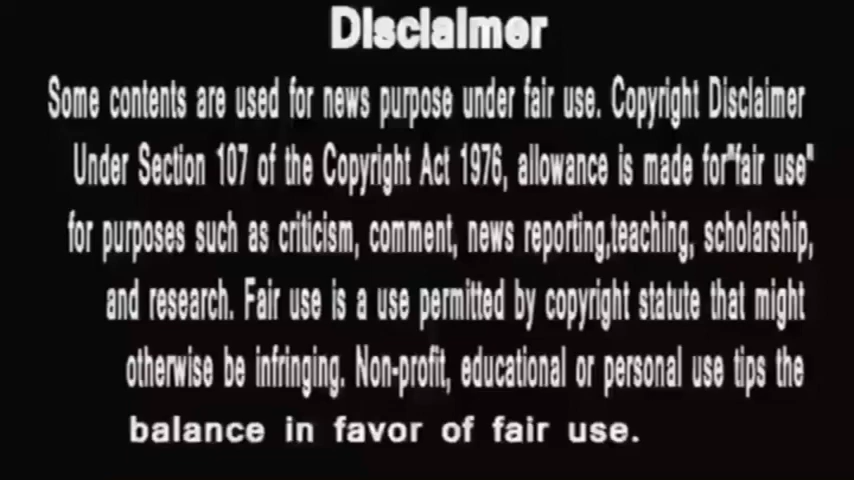 Disclaimer
Some contents are used for news purpose under fair use. Copyright Disclaimer
Under Section 107 of the Copyright Act 1976, allowance is made for"fair use"
for purposes such as criticism, comment, news reporting,teaching, scholarship,
and research. Fair use is a use permitted by copyright statute that might
otherwise be infringing. Non-profit, educational or personal use tips the
balance in favor of fair use.